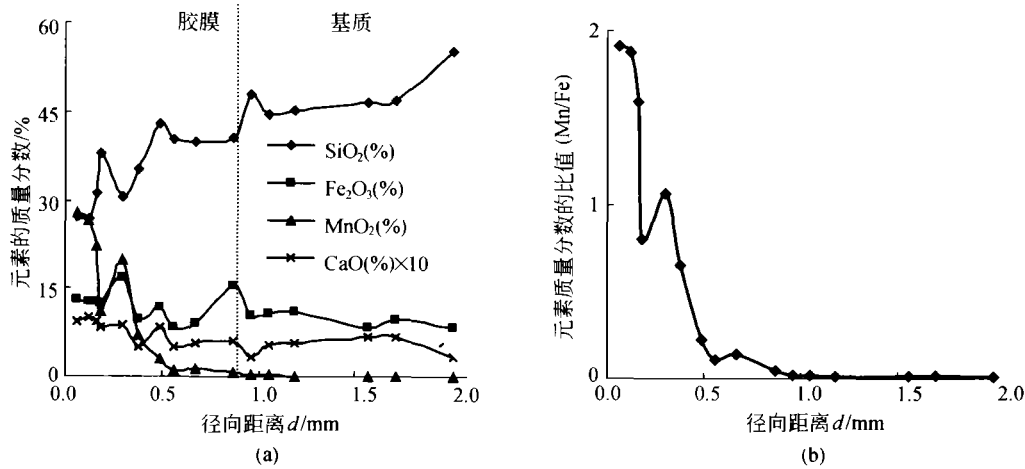 胶膜 基质
60
45
30
15
0
元素的质量分数/%
SiO₂(%)
Fe₂O₃(%)
MnO₂(%)
CaO(%)×10
0.0 0.5 1.0 1.5 2.0
径向距离d/mm
(a)
2
1
0
元素质量分数的比值 (Mn/Fe)
0.0 0.5 1.0 1.5 2.0
径向距离d/mm
(b)